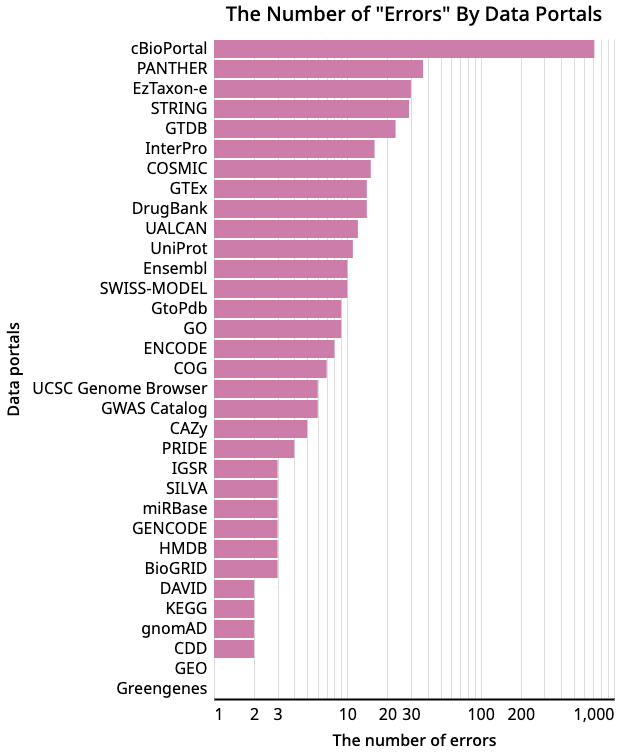 The Number of "Errors" By Data Portals
Data portals
cBioPortal
PANTHER
EzTaxon-e
STRING
GTDB
InterPro
COSMIC
GTEx
DrugBank
UALCAN
UniProt
Ensembl
SWISS-MODEL
GtoPdb
GO
ENCODE
COG
UCSC Genome Browser
GWAS Catalog
CAZy
PRIDE
IGSR
SILVA
miRBase
GENCODE
HMDB
BioGRID
DAVID
KEGG
gnomAD
CDD
GEO
Greengenes
1 2 3 10 20 30 100 200 1,000
The number of errors